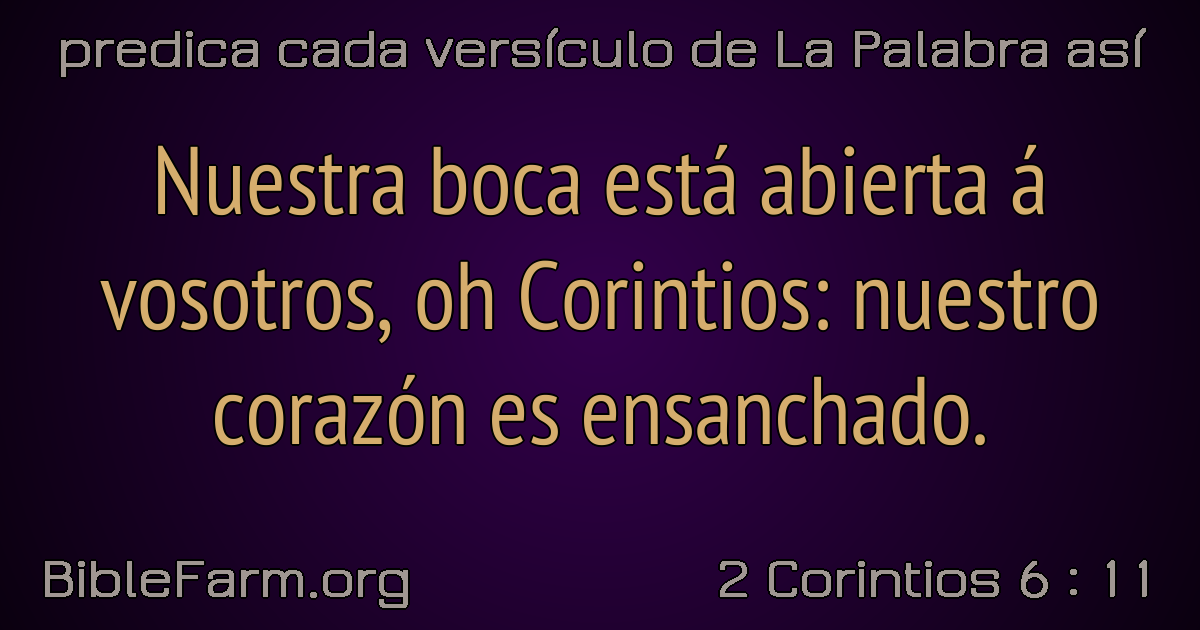 predica cada versículo de La Palabra así
Nuestra boca está abierta á
vosotros, oh Corintios: nuestro
corazón es ensanchado.
BibleFarm.org
2 Corintios 6 : 11